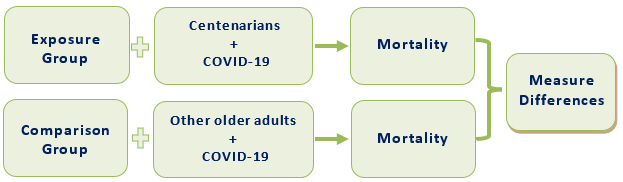 Exposure
Group
Centenarians
+
COVID-19
Mortality
Comparison
Group
Other older adults
+
COVID-19
Mortality
Measure
Differences